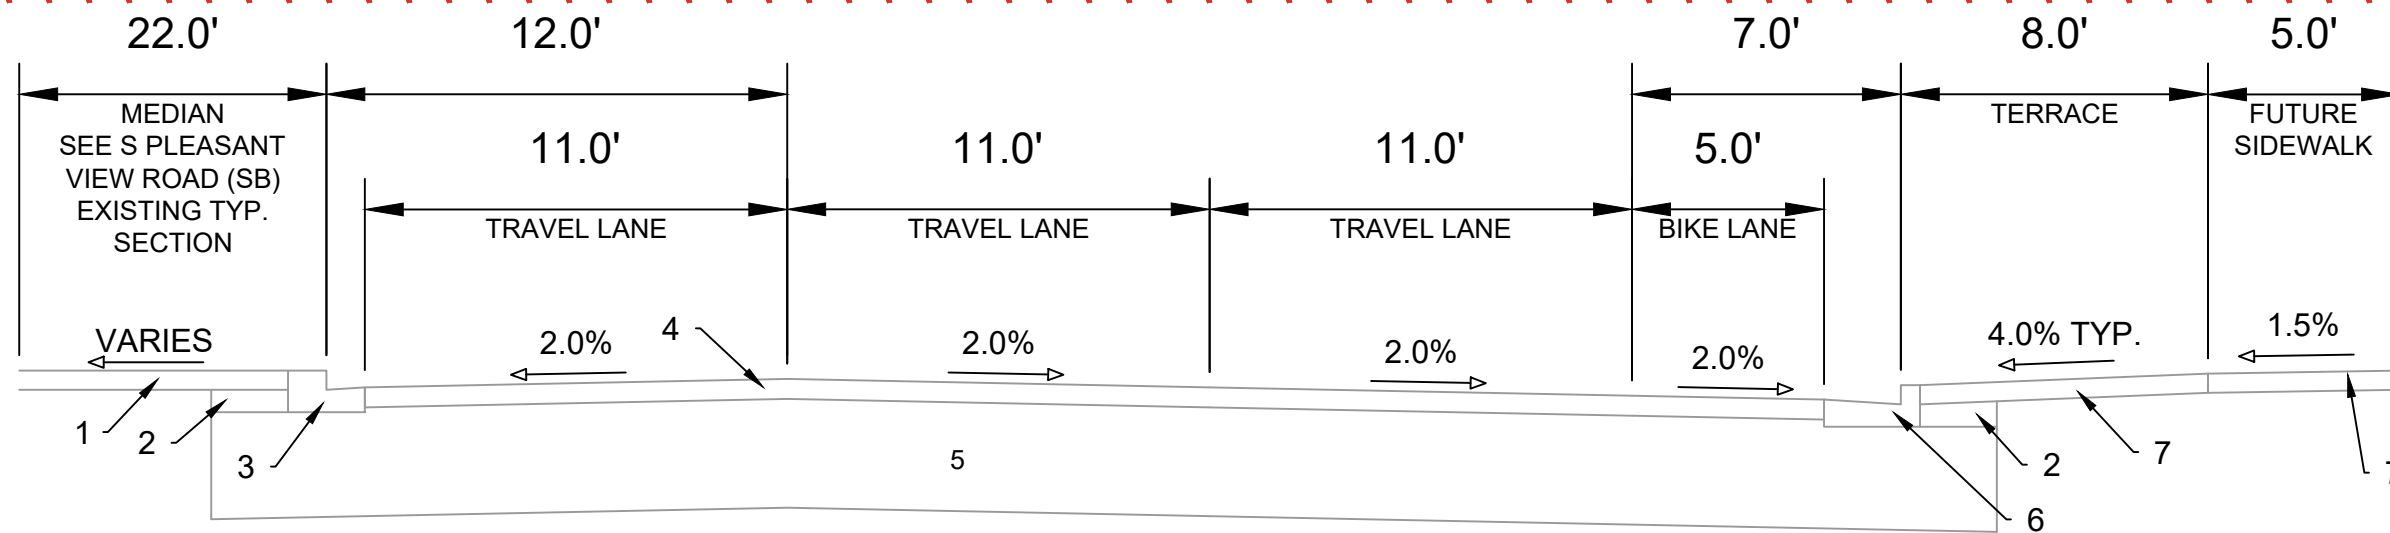 22.0'
12.0'
7.0'
8.0'
5.0'
MEDIAN
SEE S PLEASANT
VIEW ROAD (SB)
EXISTING TYP.
SECTION
TERRACE
FUTURE
SIDEWALK
11.0'
11.0'
11.0'
5.0'
TRAVEL LANE
TRAVEL LANE
TRAVEL LANE
BIKE LANE
VARIES
2.0%
4
2.0%
2.0%
2.0%
4.0% TYP.
1.5%
1
2
3
5
2
7
6